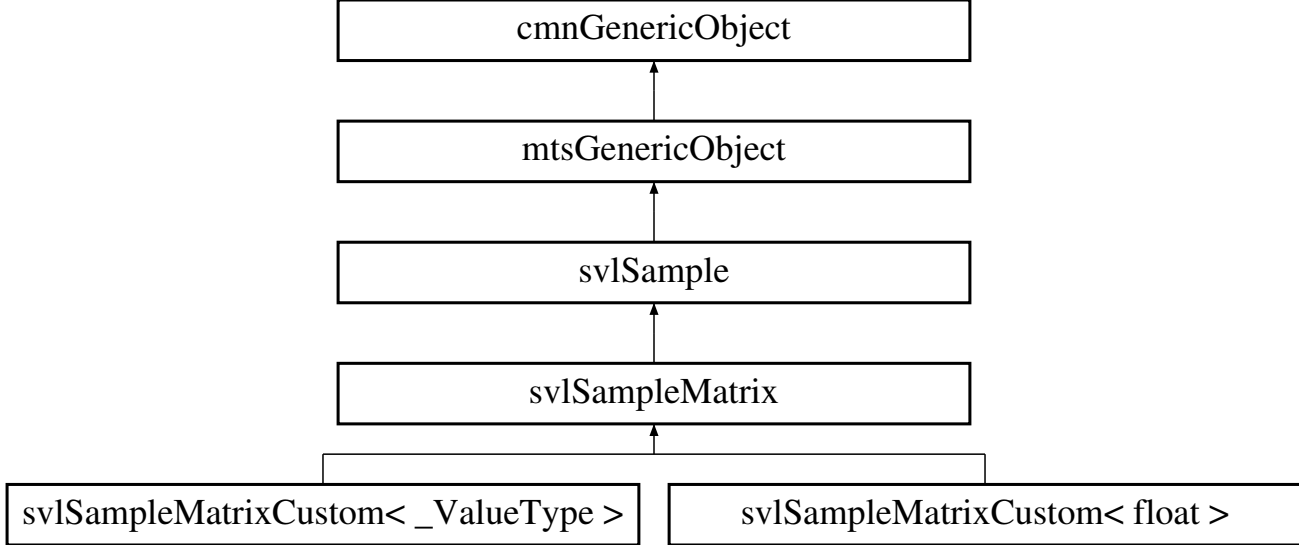 cmnGenericObject
mtsGenericObject
svlSample
svlSampleMatrix
svlSampleMatrixCustom< _ValueType >
svlSampleMatrixCustom< float >